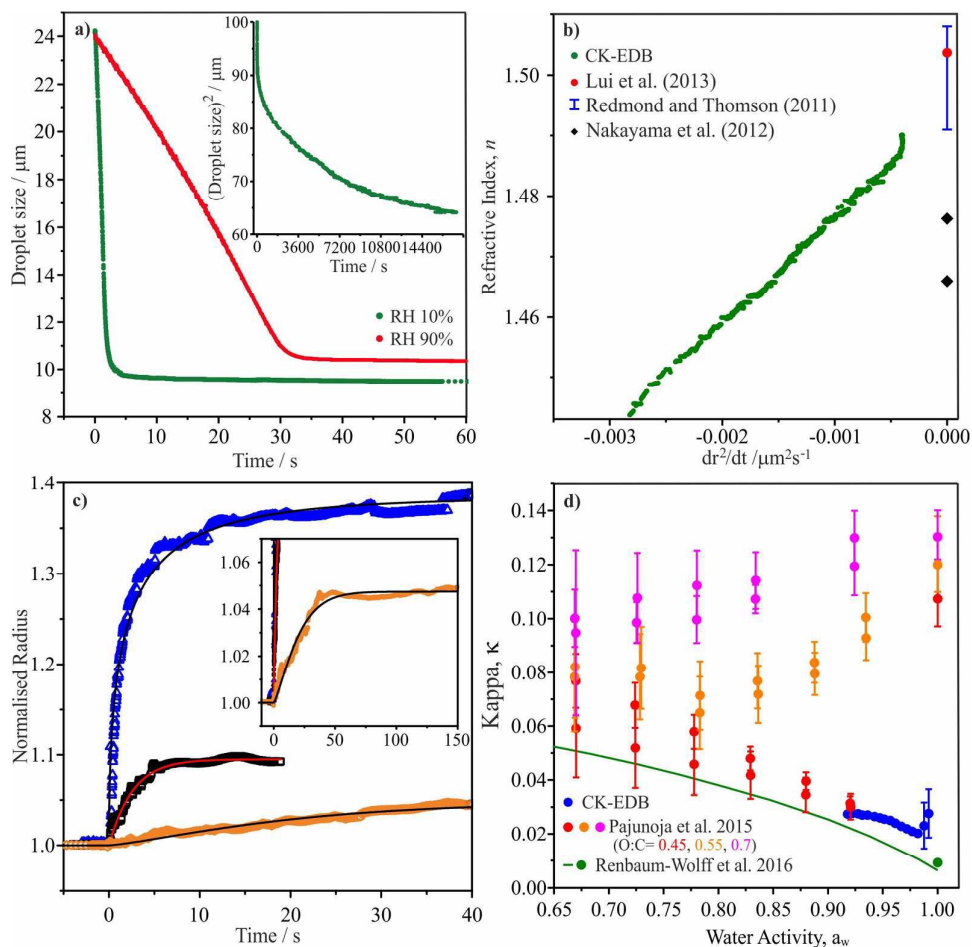 a)
24
22
20
18
16
14
12
10
8
Droplet size / µm
0 10 20 30 40 50 60
Time / s
100
90
80
70
60
(Droplet size)² / µm
0 3600 7200 10800 14400
Time / s
RH 10%
RH 90%
b)
CK-EDB
Lui et al. (2013)
Redmond and Thomson (2011)
Nakayama et al. (2012)
1.50
1.48
1.46
Refractive Index, n
-0.003 -0.002 -0.001 0.000
dr²/dt /µm²s⁻¹
c)
1.4
1.3
1.2
1.1
1.0
Normalised Radius
0 10 20 30 40
Time / s
1.06
1.04
1.02
1.00
0 50 100 150
d)
0.14
0.12
0.10
0.08
0.06
0.04
0.02
0.00
Kappa, κ
CK-EDB
Pajunoja et al. 2015
(O:C= 0.45, 0.55, 0.7)
Renbaum-Wolff et al. 2016
0.65 0.70 0.75 0.80 0.85 0.90 0.95 1.00
Water Activity, a_w